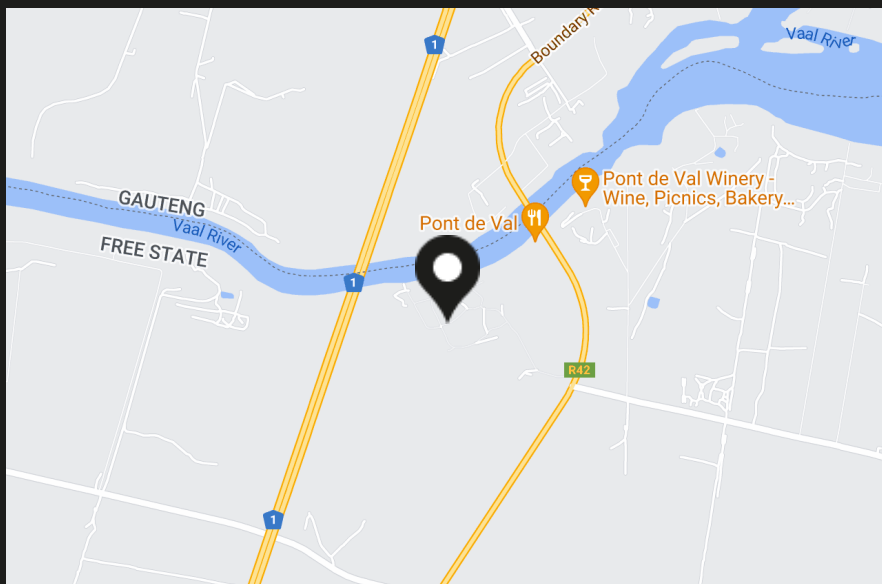 1
Boundary R
Vaal River
Pont de Val Winery -
Wine, Picnics, Bakery...
GAUTENG
Vaal River
FREE STATE
Pont de Val
1
R42
1